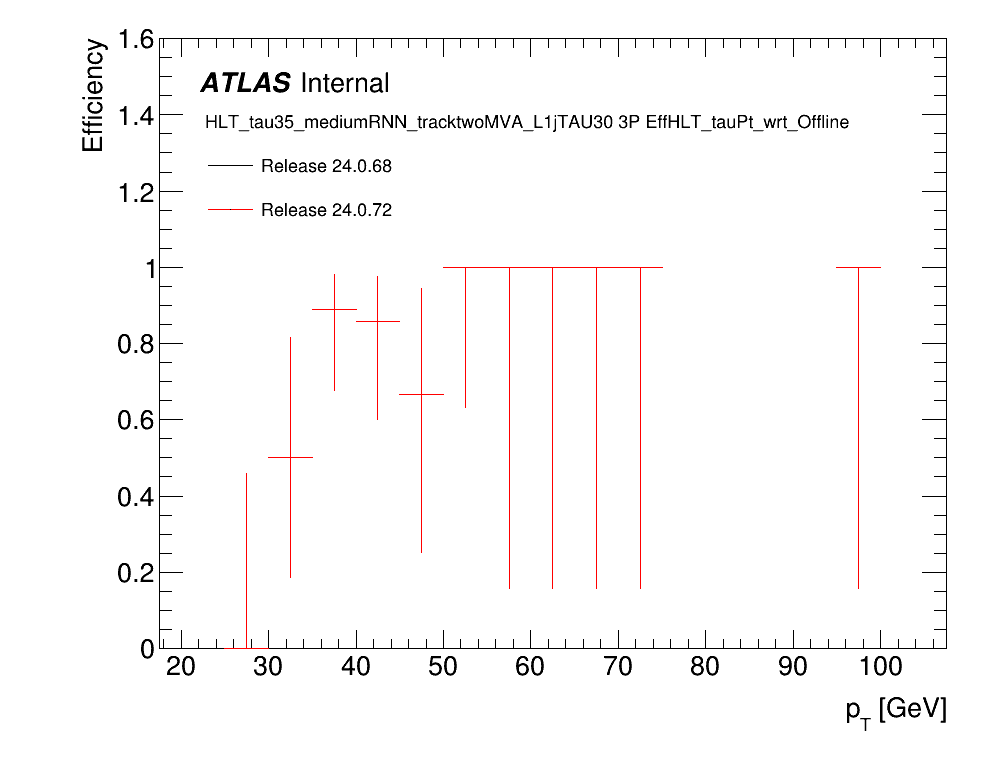 Efficiency
ATLAS Internal
HLT_tau35_mediumRNN_tracktwoMVA_L1jTAU30 3P EffHLT_tauPt_wrt_Offline
Release 24.0.68
Release 24.0.72
1.6
1.4
1.2
1
0.8
0.6
0.4
0.2
0
20 30 40 50 60 70 80 90 100
p_T [GeV]